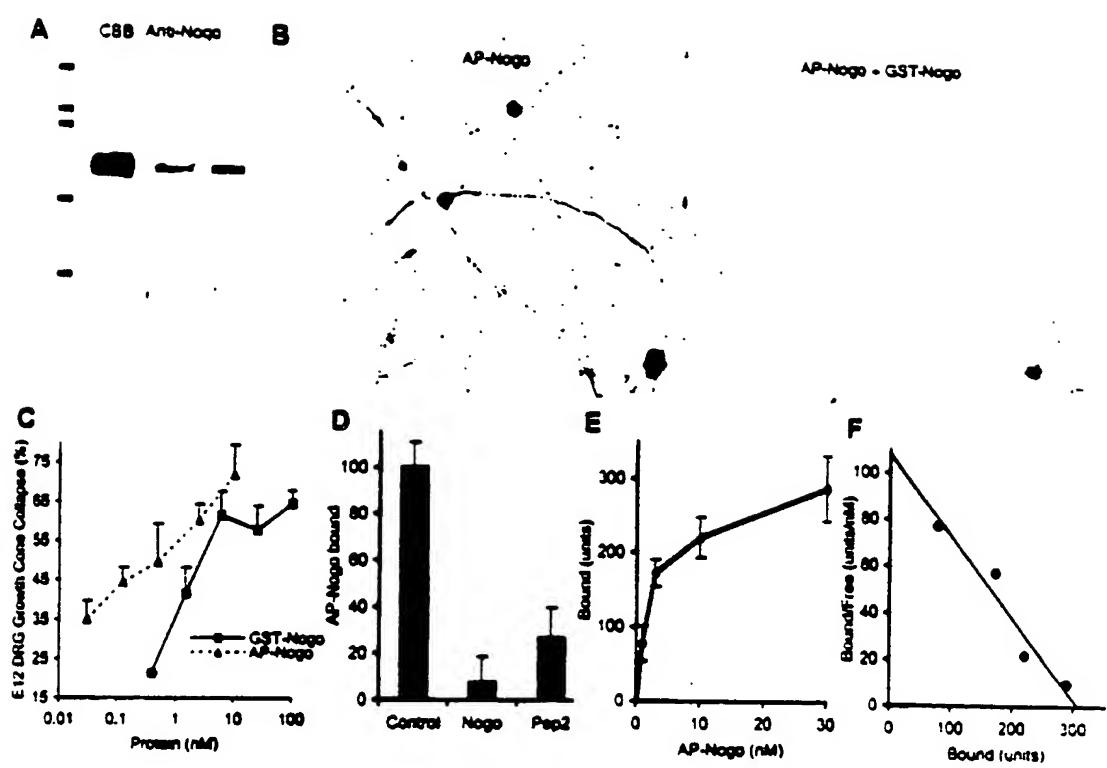 A
CBB Anti-Nogo
B
AP-Nogo
AP-Nogo + GST-Nogo
C
E12 DRG Growth Cone Collapse (%)
75
65
55
45
35
25
15
GST-Nogo
AP-Nogo
0.01 0.1 1 10 100
Protein (nM)
D
AP-Nogo bound
100
80
60
40
20
0
Control Nogo Pep2
E
Bound (units)
300
200
100
0
0 10 20 30
AP-Nogo (nM)
F
Bound/Free (units/nM)
100
80
60
40
20
0
0 100 200 300
Bound (units)